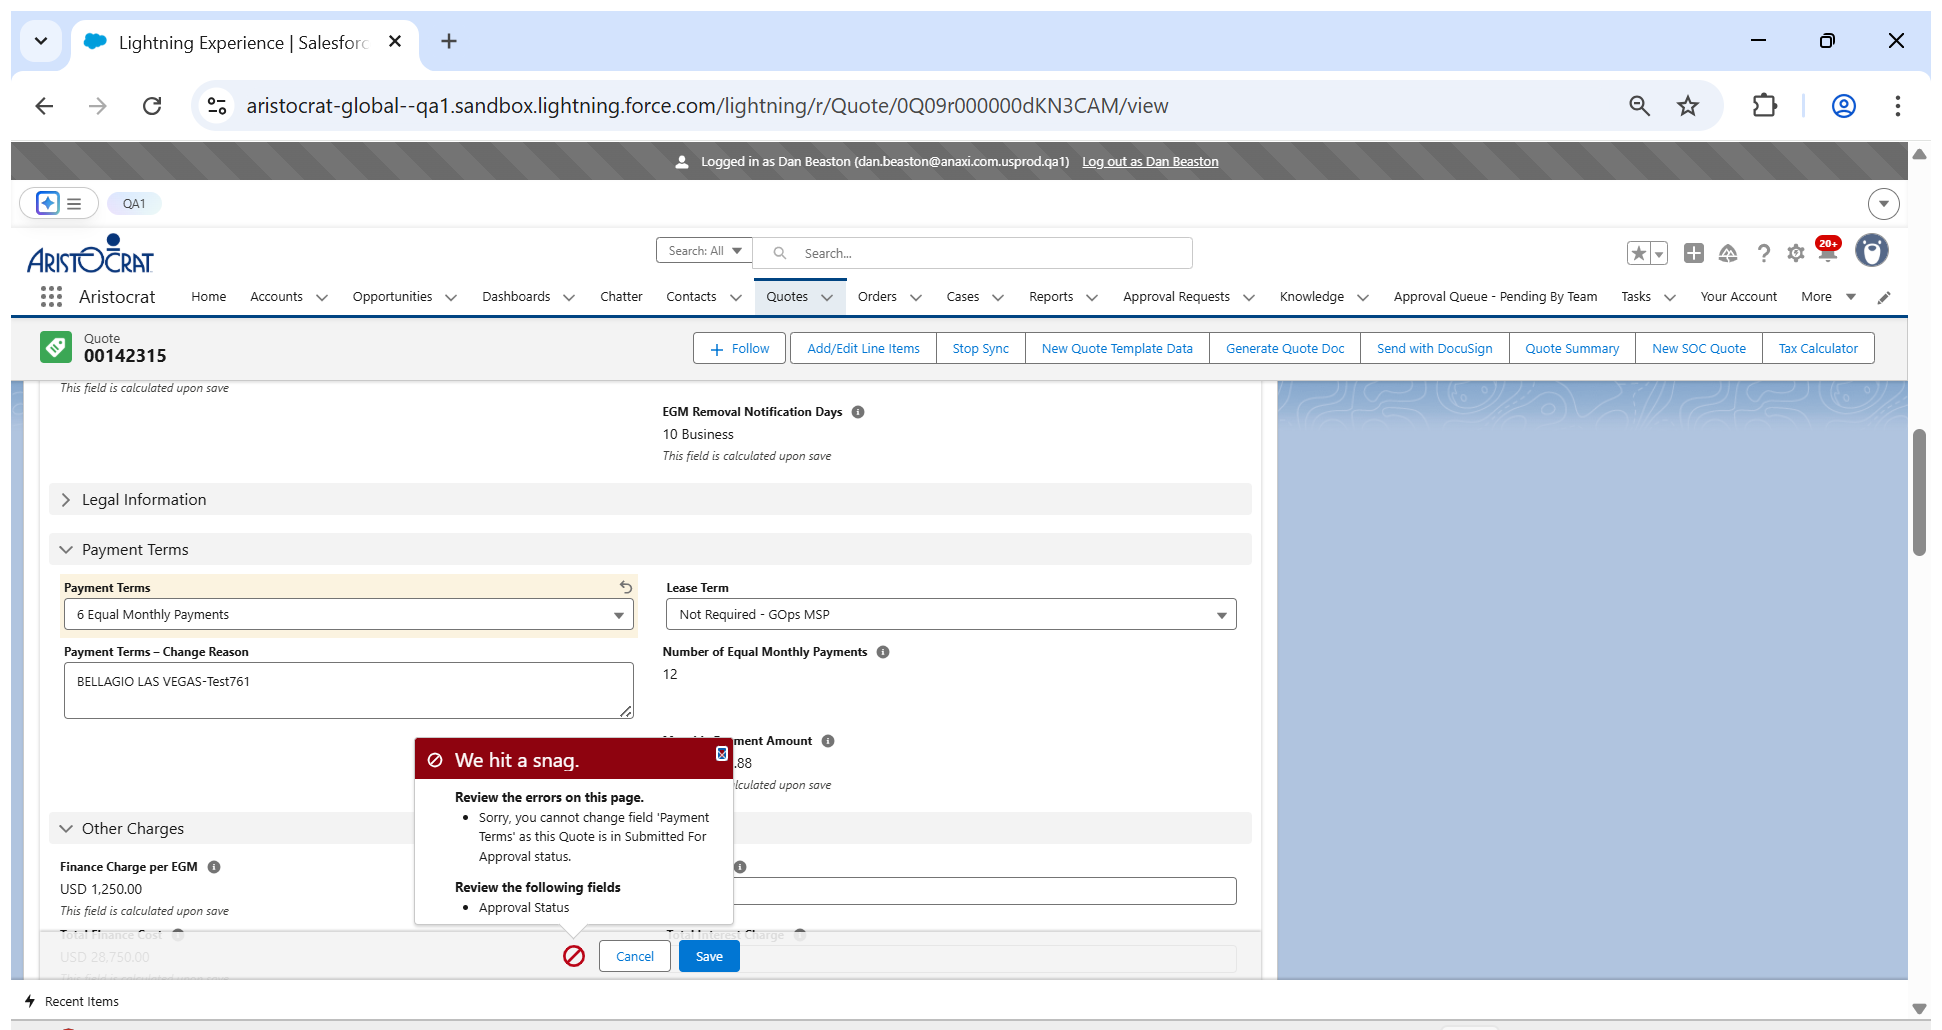 Lightning Experience | Salesforc
aristocrat-global--qa1.sandbox.lightning.force.com/lightning/r/Quote/0Q09r000000dKN3CAM/view
Logged in as Dan Beaston (dan.beaston@anaxi.com.usprod.qa1) Log out as Dan Beaston
QA1
ARISTOCRAT
Search: All Search...
20+
Aristocrat Home Accounts Opportunities Dashboards Chatter Contacts Quotes Orders Cases Reports Approval Requests Knowledge Approval Queue - Pending By Team Tasks Your Account More
Quote
00142315
Follow Add/Edit Line Items Stop Sync New Quote Template Data Generate Quote Doc Send with DocuSign Quote Summary New SOC Quote Tax Calculator
This field is calculated upon save
EGM Removal Notification Days
10 Business
This field is calculated upon save
Legal Information
Payment Terms
Payment Terms
6 Equal Monthly Payments
Lease Term
Not Required - GOps MSP
Payment Terms – Change Reason
BELLAGIO LAS VEGAS-Test761
Number of Equal Monthly Payments
12
ment Amount
.88
lculated upon save
We hit a snag.
Review the errors on this page.
Sorry, you cannot change field 'Payment
Terms' as this Quote is in Submitted For
Approval status.
Review the following fields
Approval Status
Other Charges
Finance Charge per EGM
USD 1,250.00
This field is calculated upon save
Total Finance Cost
USD 28,750.00
This field is calculated upon save
Total Interest Charge
Cancel Save
Recent Items